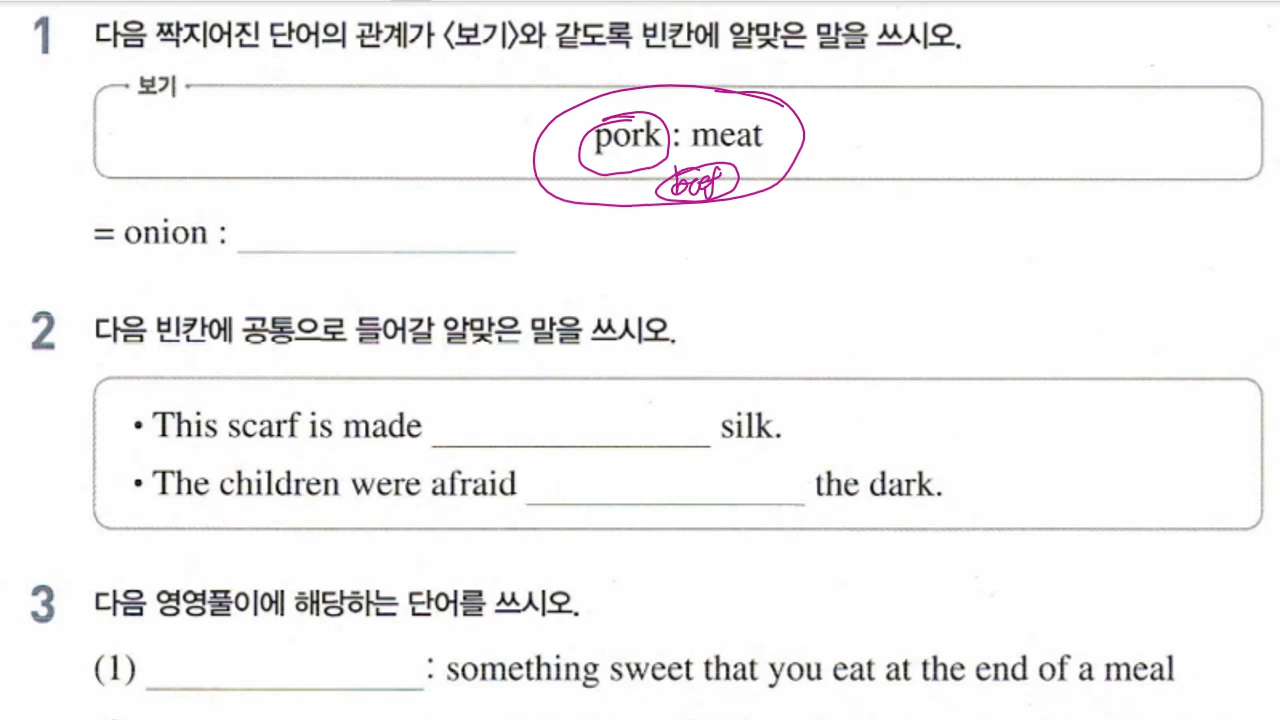 1 다음 짝지어진 단어의 관계가 〈보기〉와 같도록 빈칸에 알맞은 말을 쓰시오.
보기
pork : meat
beef
= onion :
2 다음 빈칸에 공통으로 들어갈 알맞은 말을 쓰시오.
• This scarf is made silk.
• The children were afraid the dark.
3 다음 영영풀이에 해당하는 단어를 쓰시오.
(1) : something sweet that you eat at the end of a meal